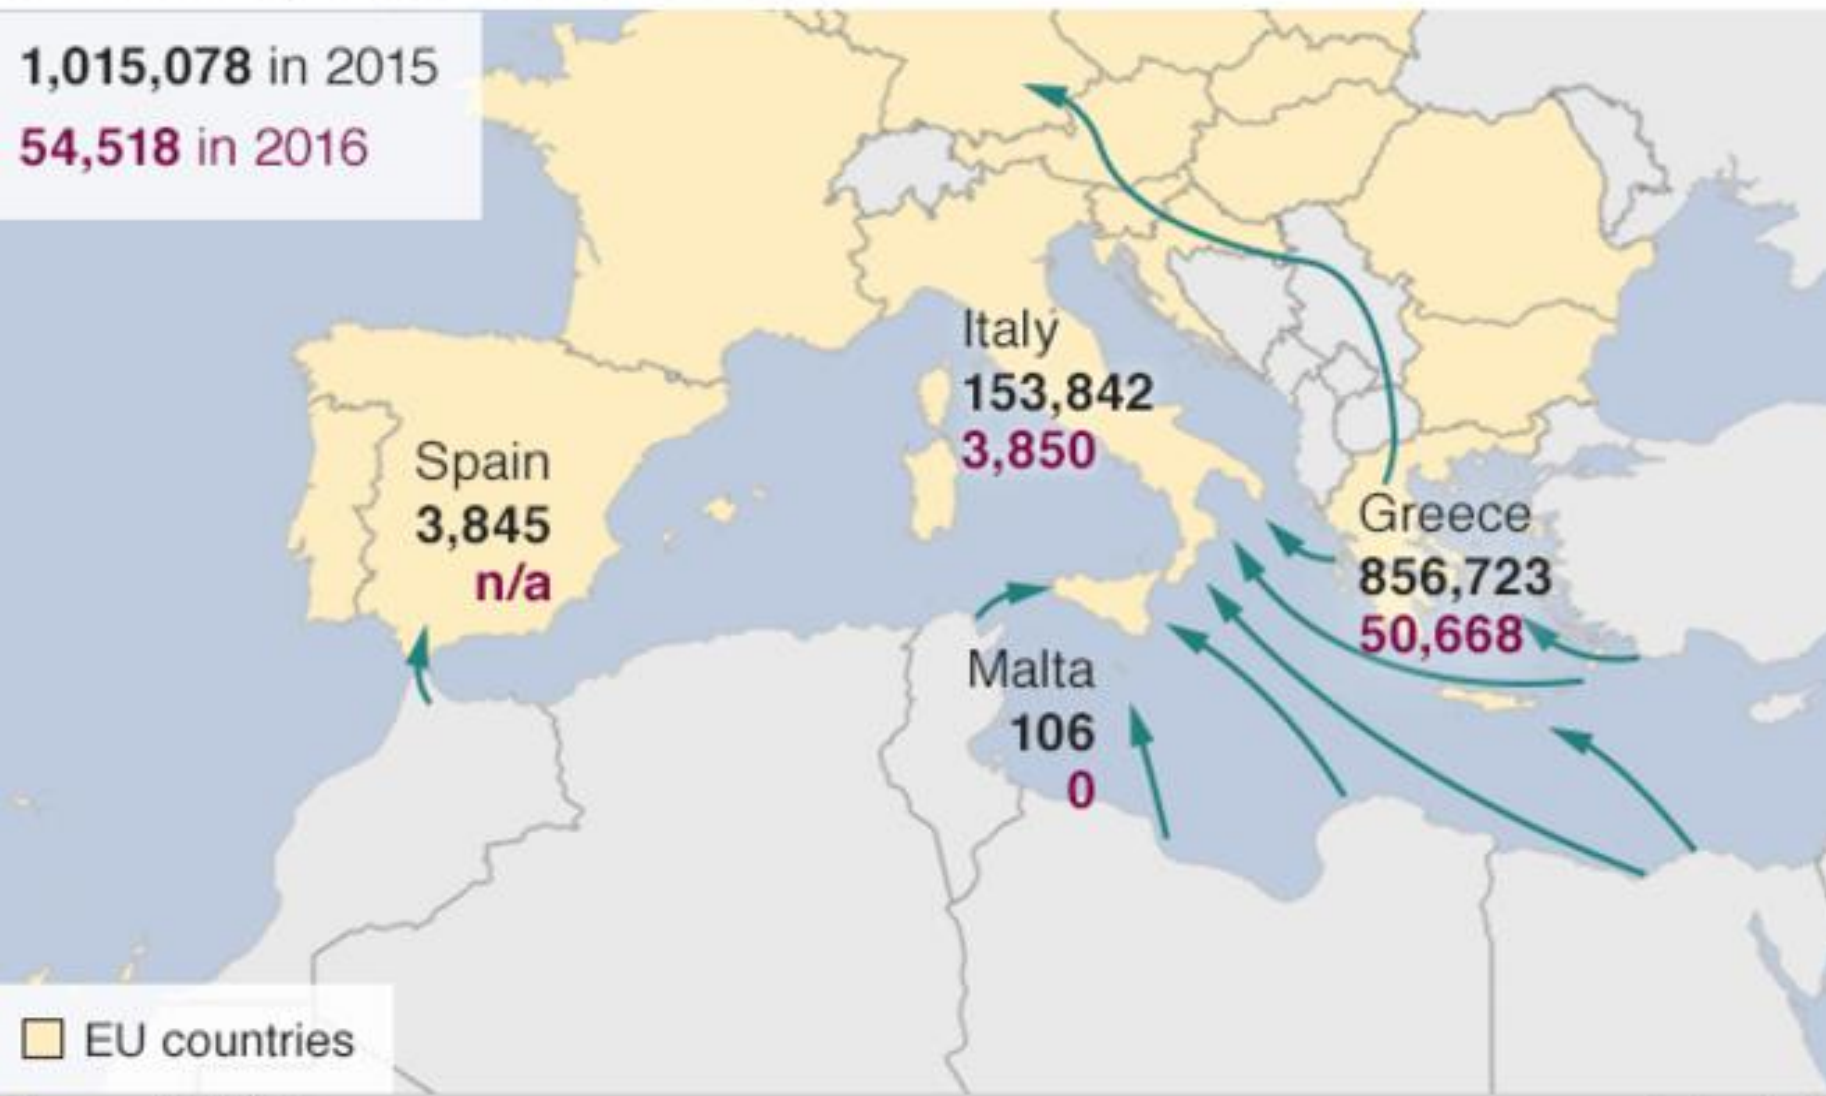 1,015,078 in 2015
54,518 in 2016
Italy
153,842
3,850
Spain
3,845
n/a
Greece
856,723
50,668
Malta
106
0
EU countries